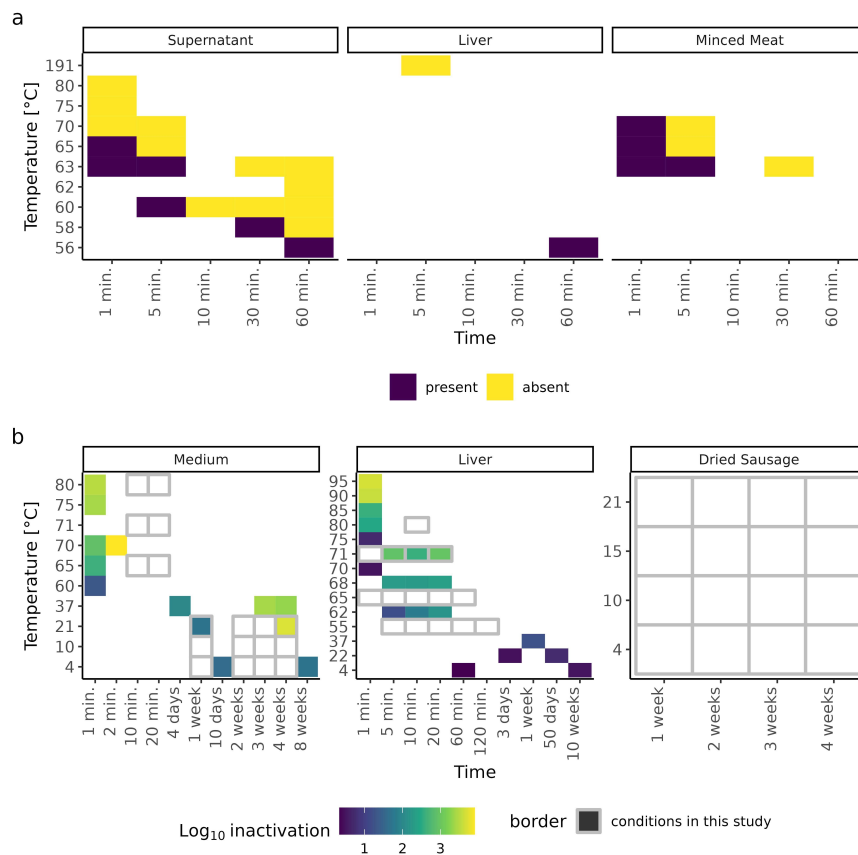 a
Supernatant Liver Minced Meat
Temperature [°C]
191
80
75
70
65
63
62
60
58
56
1 min. 5 min. 10 min. 30 min. 60 min. 1 min. 5 min. 10 min. 30 min. 60 min. 1 min. 5 min. 10 min. 30 min. 60 min.
Time
present absent
b
Medium Liver Dried Sausage
Temperature [°C]
80
75
71
70
65
60
37
21
10
4
95
90
85
80
75
71
70
68
65
62
55
37
22
4
21
15
10
4
1 min. 2 min. 10 min. 20 min. 4 days 1 week 10 days 2 weeks 3 weeks 4 weeks 8 weeks
1 min. 5 min. 10 min. 20 min. 60 min. 120 min. 3 days 1 week 50 days 10 weeks
1 week 2 weeks 3 weeks 4 weeks
Time
Log₁₀ inactivation
1 2 3
border conditions in this study